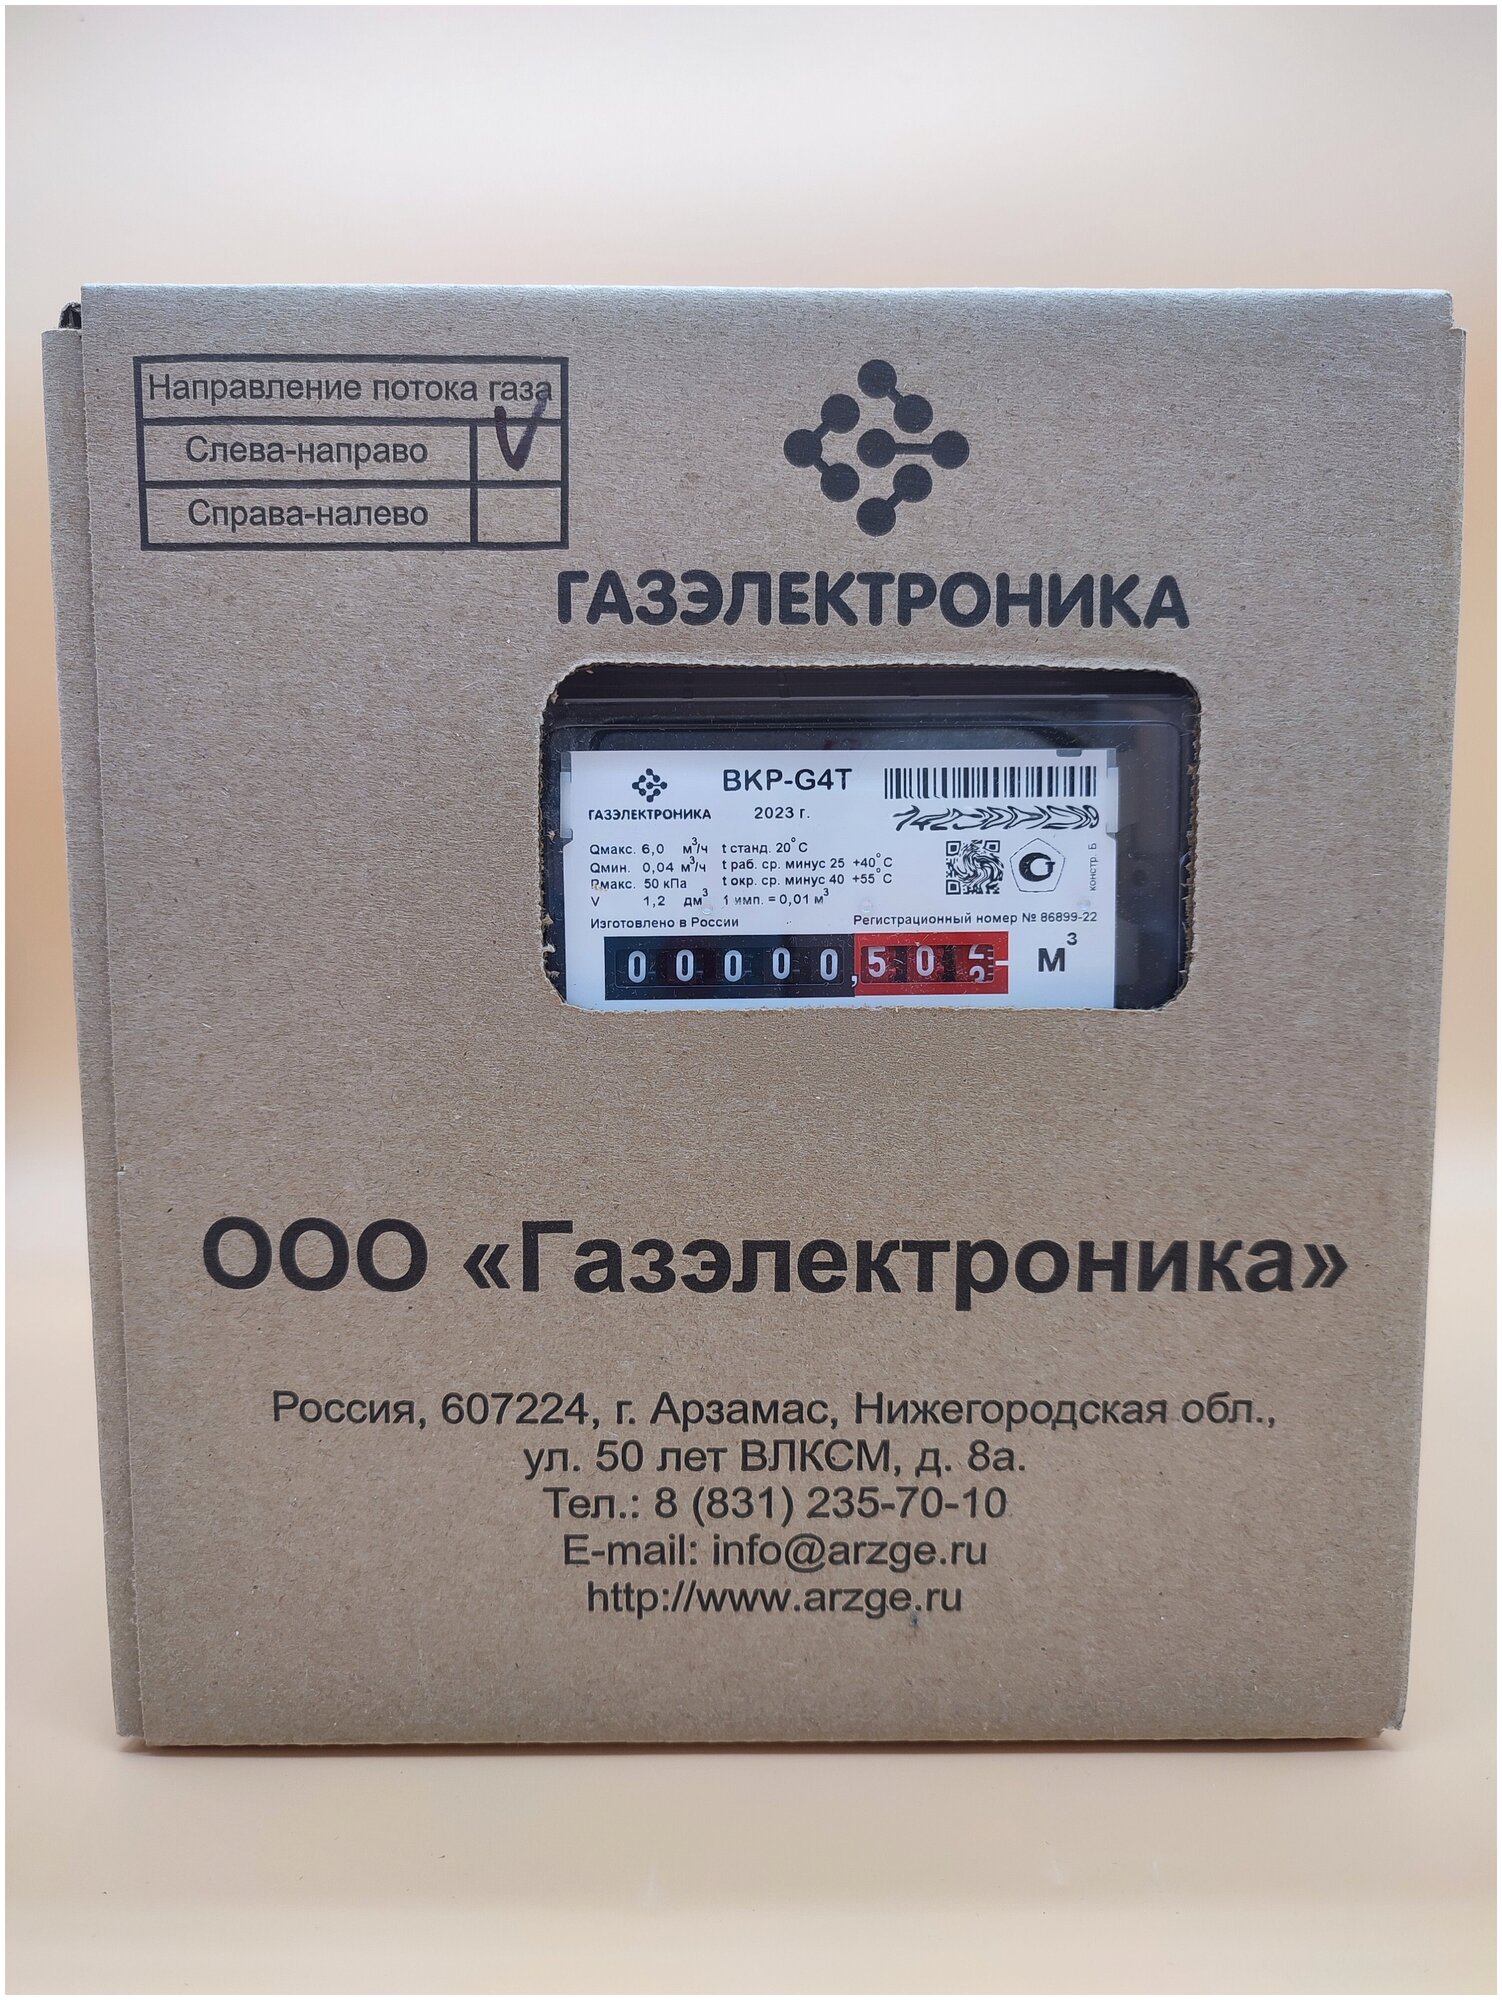 Направление потока газа
Слева-направо V
Справа-налево
ГАЗЭЛЕКТРОНИКА
ГАЗЭЛЕКТРОНИКА
BKP-G4T
2023 г.
Qмакс. 6,0 м³/ч t станд. 20°C
Qмин. 0,04 м³/ч t раб. ср. минус 25 +40°C
Pмакс. 50 кПа t окр. ср. минус 40 +55°C
V 1,2 дм³ 1 имп. = 0,01 м³
констр. Б
Изготовлено в России Регистрационный номер № 86899-22
00000,502 м³
ООО «Газэлектроника»
Россия, 607224, г. Арзамас, Нижегородская обл.,
ул. 50 лет ВЛКСМ, д. 8а.
Тел.: 8 (831) 235-70-10
E-mail: info@arzge.ru
http://www.arzge.ru